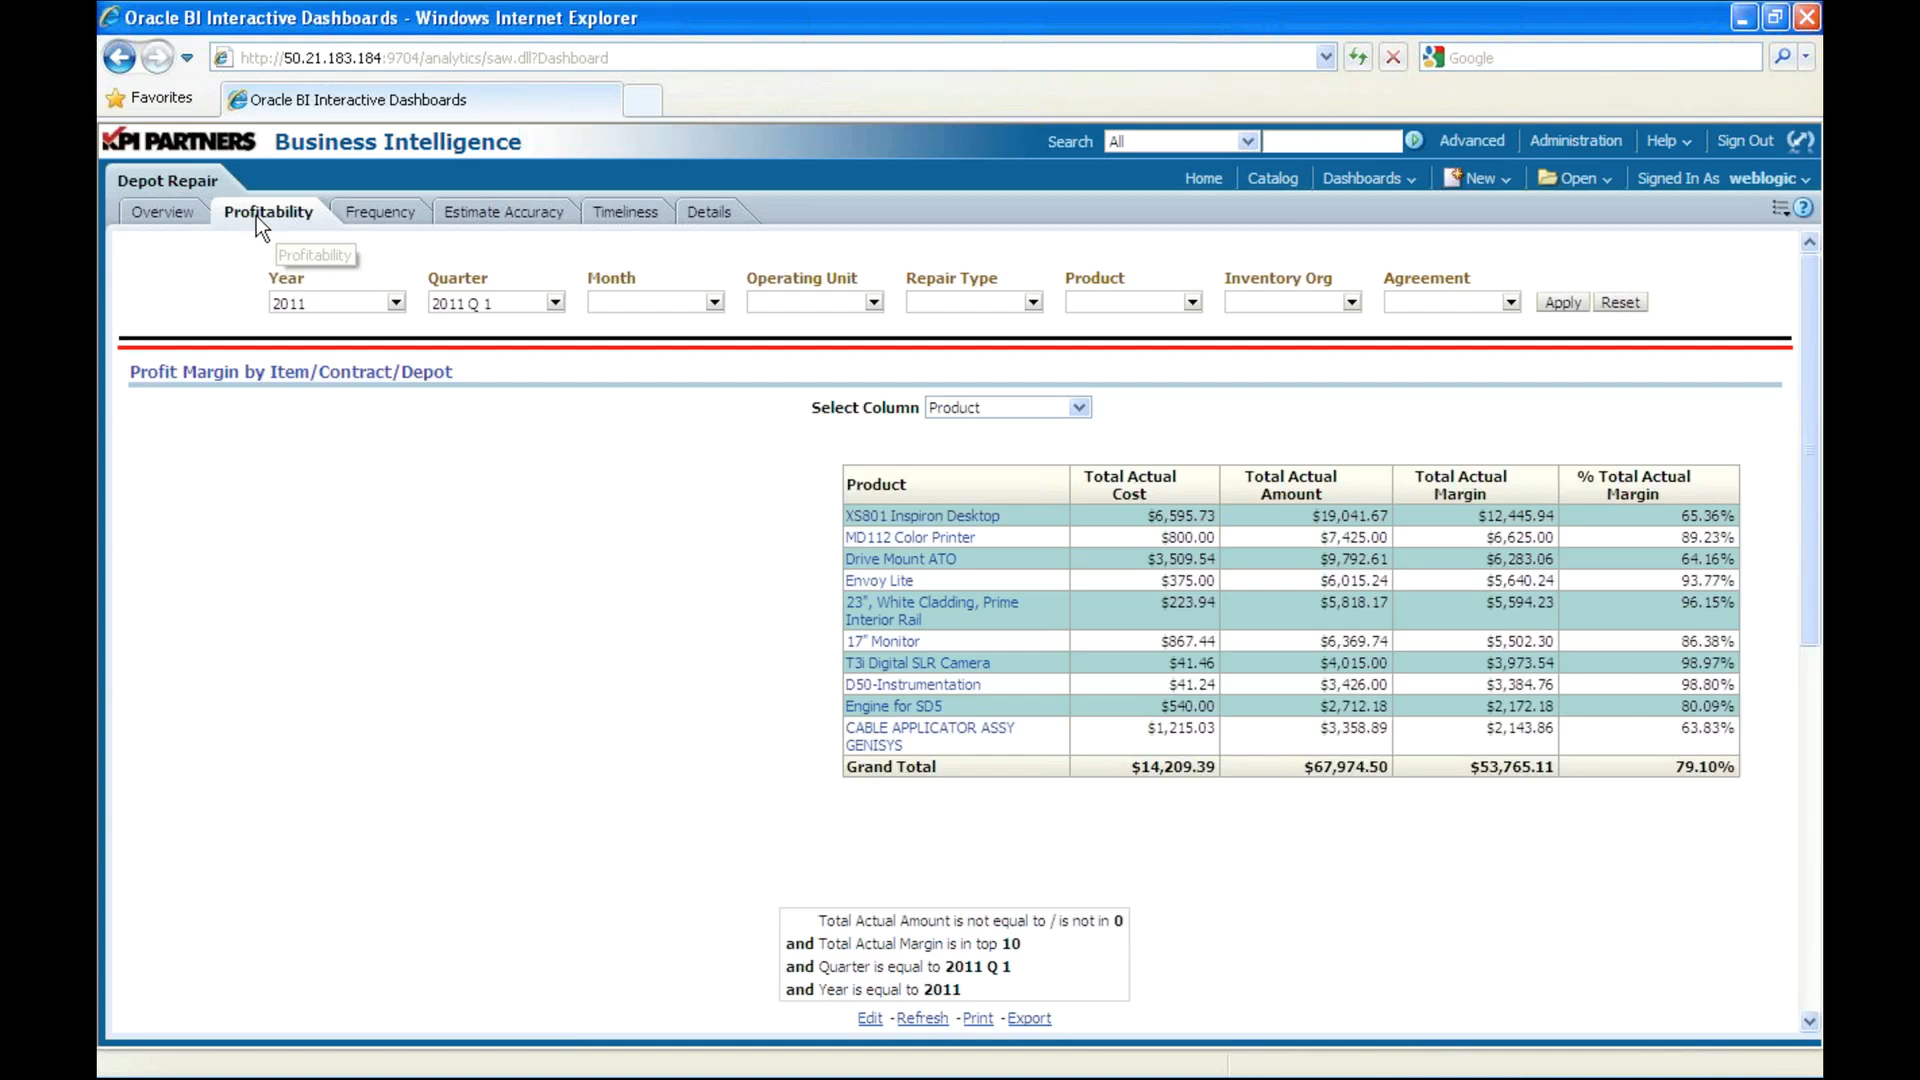 Oracle BI Interactive Dashboards - Windows Internet Explorer
http://50.21.183.184:9704/analytics/saw.dll?Dashboard
Google
Favorites
Oracle BI Interactive Dashboards
KPI PARTNERS Business Intelligence
Search All Advanced Administration Help Sign Out
Depot Repair
Home Catalog Dashboards New Open Signed In As weblogic
Overview Profitability Frequency Estimate Accuracy Timeliness Details
Profitability
Year Quarter Month Operating Unit Repair Type Product Inventory Org Agreement
2011 2011 Q 1 Apply Reset
Profit Margin by Item/Contract/Depot
Select Column Product
Product Total Actual Cost Total Actual Amount Total Actual Margin % Total Actual Margin
XS801 Inspiron Desktop $6,595.73 $19,041.67 $12,445.94 65.36%
MD112 Color Printer $800.00 $7,425.00 $6,625.00 89.23%
Drive Mount ATO $3,509.54 $9,792.61 $6,283.06 64.16%
Envoy Lite $375.00 $6,015.24 $5,640.24 93.77%
23", White Cladding, Prime Interior Rail $223.94 $5,818.17 $5,594.23 96.15%
17" Monitor $867.44 $6,369.74 $5,502.30 86.38%
T3i Digital SLR Camera $41.46 $4,015.00 $3,973.54 98.97%
D50-Instrumentation $41.24 $3,426.00 $3,384.76 98.80%
Engine for SD5 $540.00 $2,712.18 $2,172.18 80.09%
CABLE APPLICATOR ASSY GENISYS $1,215.03 $3,358.89 $2,143.86 63.83%
Grand Total $14,209.39 $67,974.50 $53,765.11 79.10%
Total Actual Amount is not equal to / is not in 0
and Total Actual Margin is in top 10
and Quarter is equal to 2011 Q 1
and Year is equal to 2011
Edit - Refresh - Print - Export